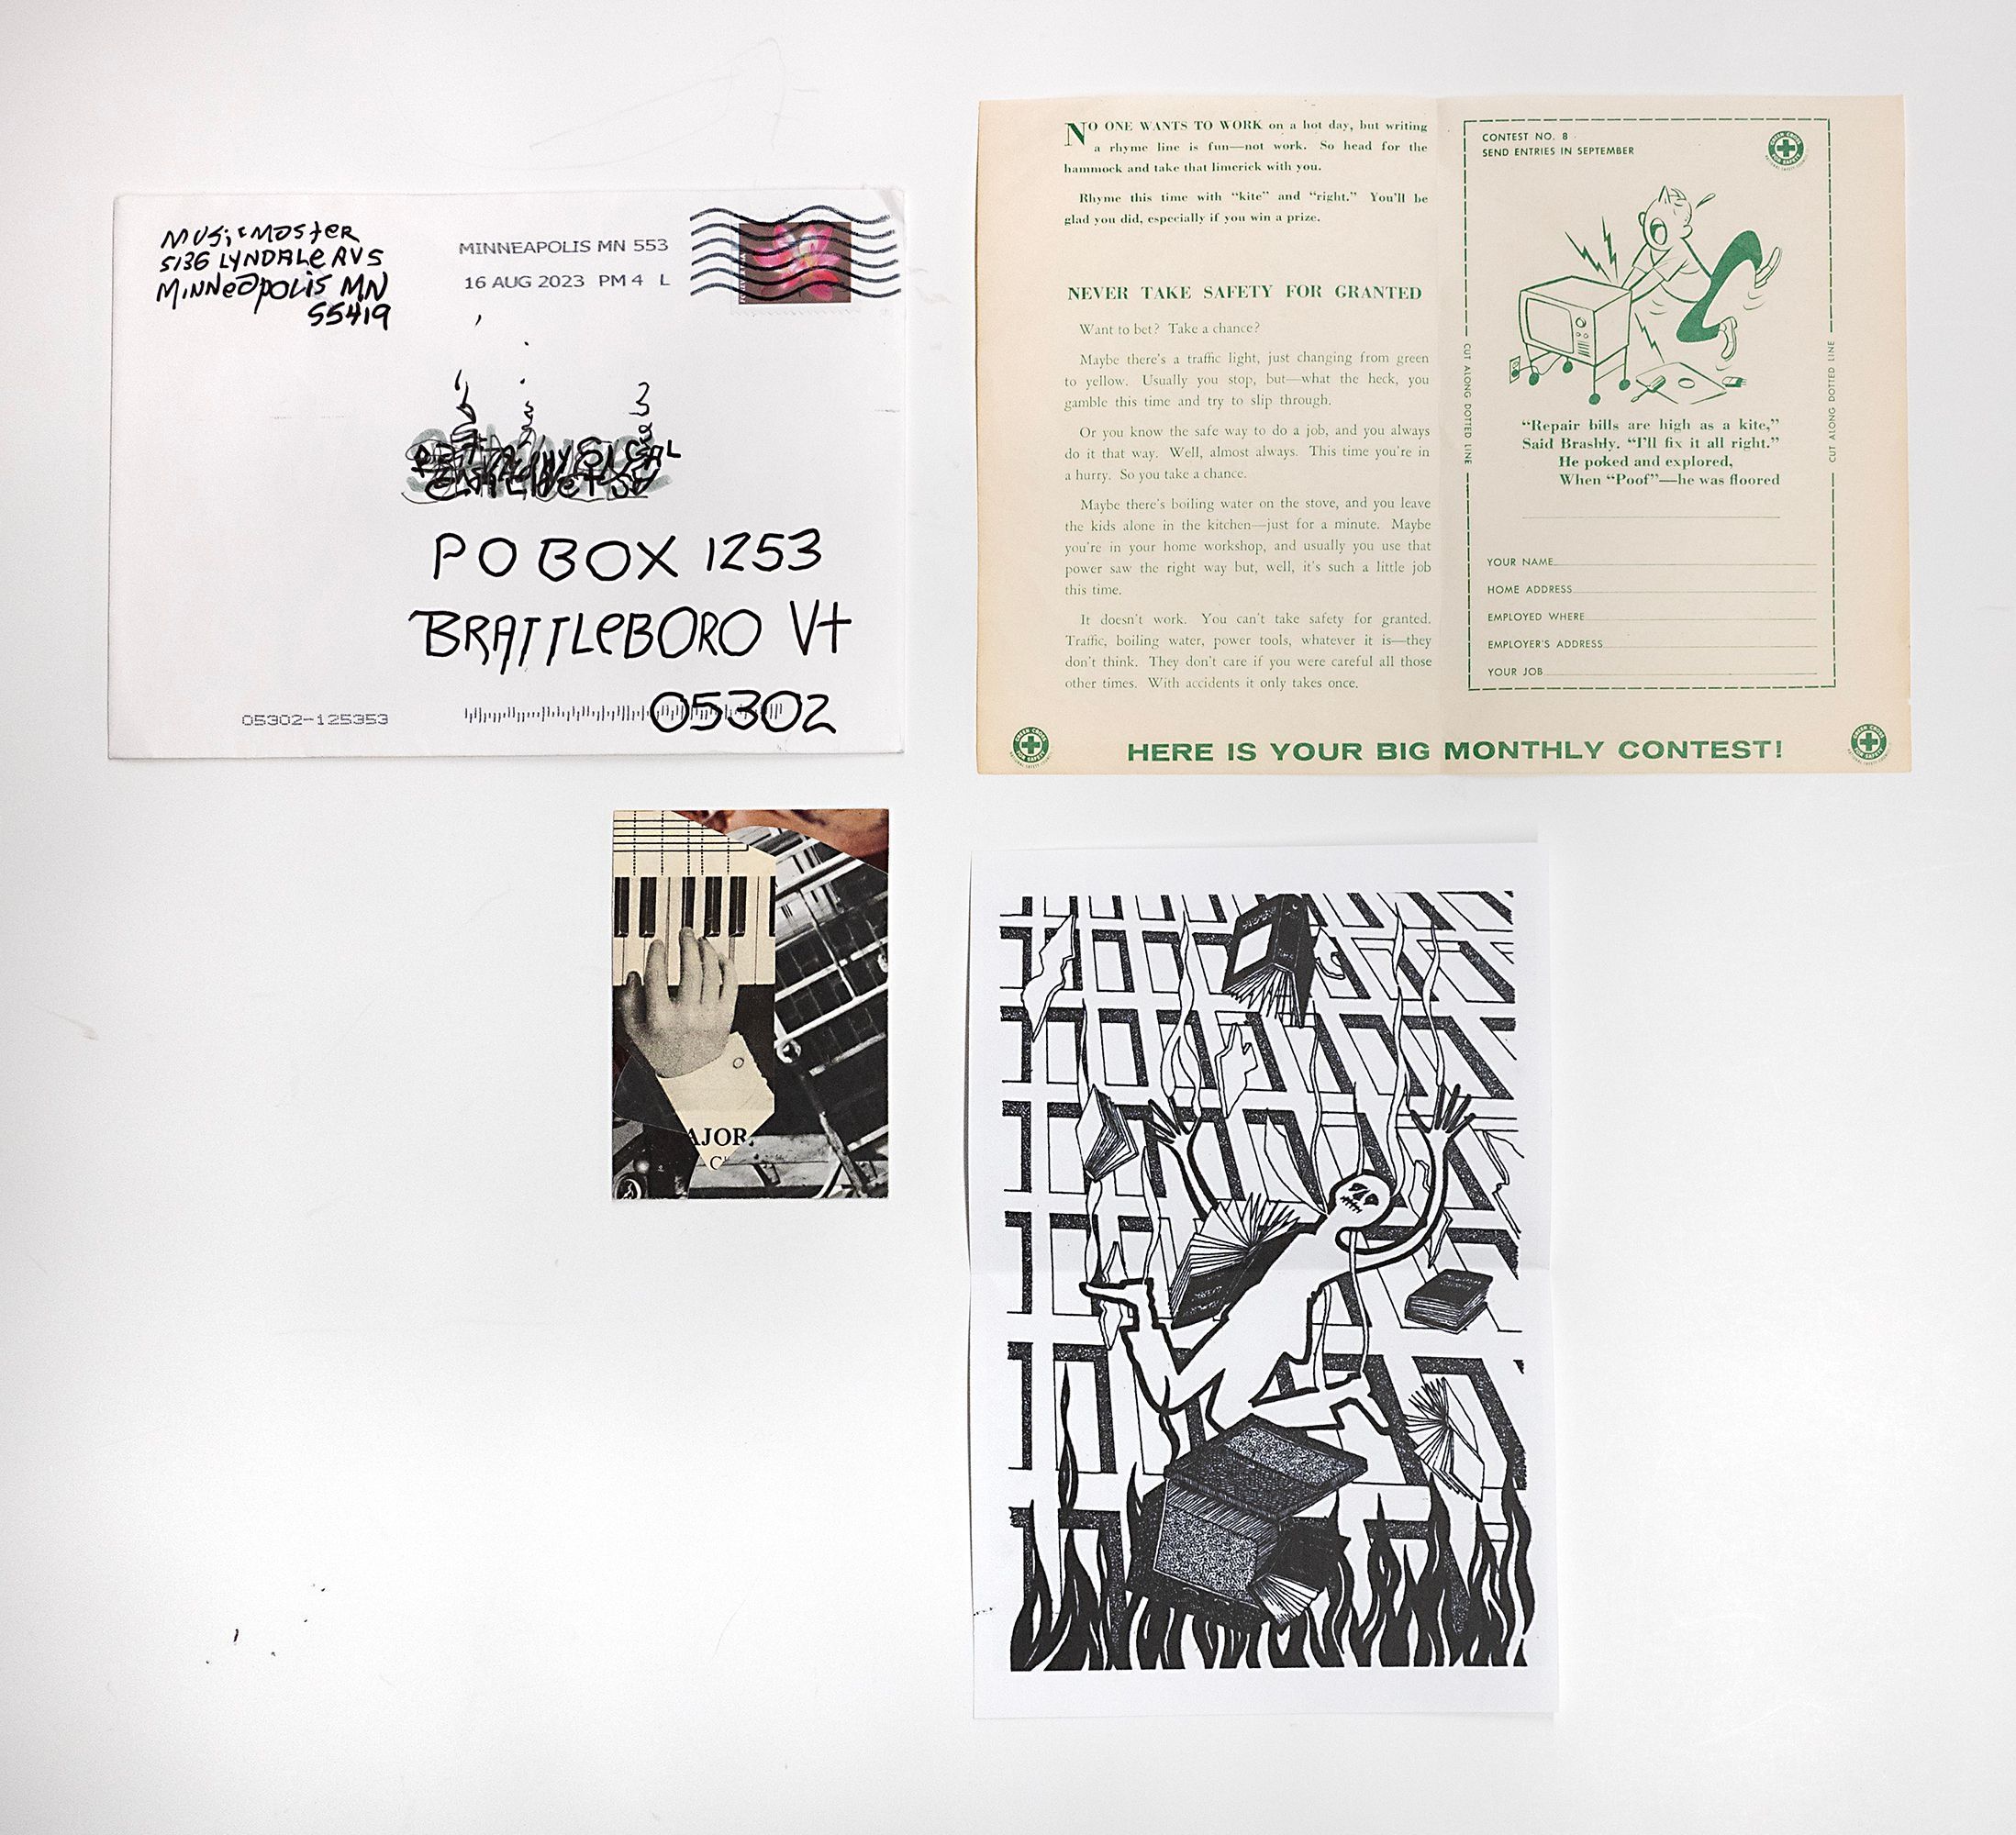 MUSicMASTER
5136 LYNDALE AV S
MINNEAPOLIS MN
55419
MINNEAPOLIS MN 553
16 AUG 2023 PM 4 L
PO BOX 1253
BRATTLEBORO Vt
05302
05302-125353
NO ONE WANTS TO WORK on a hot day, but writing
a rhyme line is fun—not work. So head for the
hammock and take that limerick with you.
Rhyme this time with “kite” and “right.” You'll be
glad you did, especially if you win a prize.
NEVER TAKE SAFETY FOR GRANTED
Want to bet? Take a chance?
Maybe there's a traffic light, just changing from green
to yellow. Usually you stop, but—what the heck, you
gamble this time and try to slip through.
Or you know the safe way to do a job, and you always
do it that way. Well, almost always. This time you're in
a hurry. So you take a chance.
Maybe there's boiling water on the stove, and you leave
the kids alone in the kitchen—just for a minute. Maybe
you're in your home workshop, and usually you use that
power saw the right way but, well, it's such a little job
this time.
It doesn't work. You can't take safety for granted.
Traffic, boiling water, power tools, whatever it is—they
don't think. They don't care if you were careful all those
other times. With accidents it only takes once.
CONTEST NO. 8
SEND ENTRIES IN SEPTEMBER
GREEN CROSS FOR SAFETY
CUT ALONG DOTTED LINE
CUT ALONG DOTTED LINE
“Repair bills are high as a kite,”
Said Brashly. “I'll fix it all right.”
He poked and explored,
When “Poof”—he was floored
YOUR NAME
HOME ADDRESS
EMPLOYED WHERE
EMPLOYER'S ADDRESS
YOUR JOB
GREEN CROSS FOR SAFETY
HERE IS YOUR BIG MONTHLY CONTEST!
GREEN CROSS FOR SAFETY
AJOR